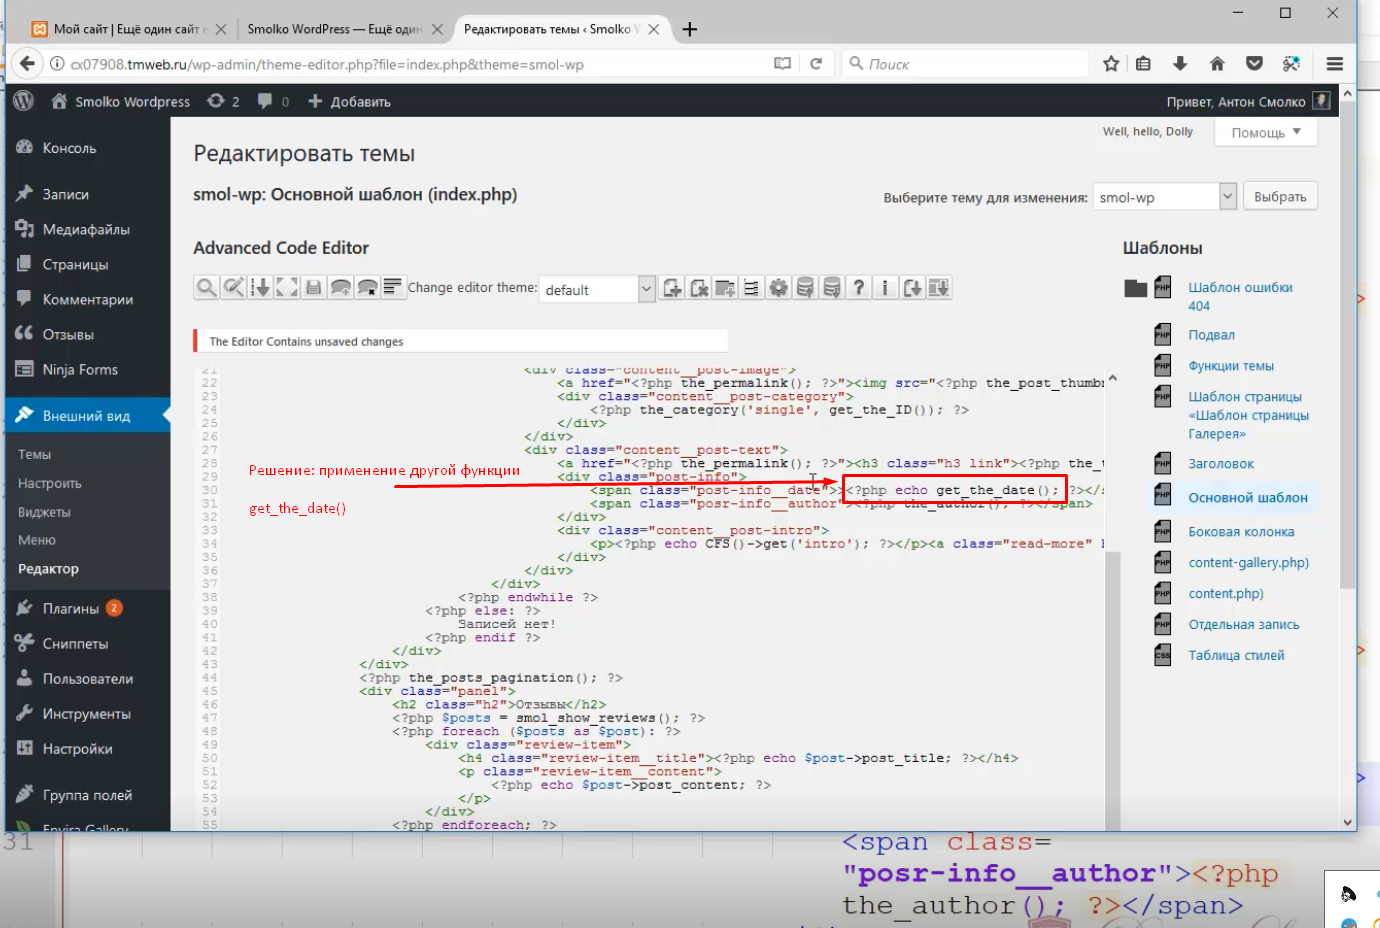 Мой сайт | Ещё один сайт н
Smolko WordPress — Ещё один
Редактировать темы ‹ Smolko W
cx07908.tmweb.ru/wp-admin/theme-editor.php?file=index.php&theme=smol-wp
Поиск
Smolko Wordpress
2
0
Добавить
Привет, Антон Смолко
Well, hello, Dolly
Помощь
Консоль
Записи
Медиафайлы
Страницы
Комментарии
Отзывы
Ninja Forms
Внешний вид
Темы
Настроить
Виджеты
Меню
Редактор
Плагины 2
Сниппеты
Пользователи
Инструменты
Настройки
Группа полей
Envira Gallery
Редактировать темы
smol-wp: Основной шаблон (index.php)
Выберите тему для изменения:
smol-wp
Выбрать
Advanced Code Editor
Change editor theme:
default
The Editor Contains unsaved changes
21 <div class="content__post-image">
22 <a href="<?php the_permalink(); ?>"><img src="<?php the_post_thumbn
23 <div class="content__post-category">
24 <?php the_category('single', get_the_ID()); ?>
25 </div>
26 </div>
27 <div class="content__post-text">
28 <a href="<?php the_permalink(); ?>"><h3 class="h3 link"><?php the_t
29 <div class="post-info">
30 <span class="post-info__date"><?php echo get_the_date(); ?></s
31 <span class="posr-info__author"><?php the_author(); ?></span>
32 </div>
33 <div class="content__post-intro">
34 <p><?php echo CFS()->get('intro'); ?></p><a class="read-more" h
35 </div>
36 </div>
37 </div>
38 <?php endwhile ?>
39 <?php else: ?>
40 Записей нет!
41 <?php endif ?>
42 </div>
43 </div>
44 <?php the_posts_pagination(); ?>
45 <div class="panel">
46 <h2 class="h2">Отзывы</h2>
47 <?php $posts = smol_show_reviews(); ?>
48 <?php foreach ($posts as $post): ?>
49 <div class="review-item">
50 <h4 class="review-item__title"><?php echo $post->post_title; ?></h4>
51 <p class="review-item__content">
52 <?php echo $post->post_content; ?>
53 </p>
54 </div>
55 <?php endforeach; ?>
Решение: применение другой функции
get_the_date()
Шаблоны
Шаблон ошибки
404
Подвал
Функции темы
Шаблон страницы
«Шаблон страницы
Галерея»
Заголовок
Основной шаблон
Боковая колонка
content-gallery.php)
content.php)
Отдельная запись
Таблица стилей
31
<span class=
"posr-info__author"><?php
the_author(); ?></span>